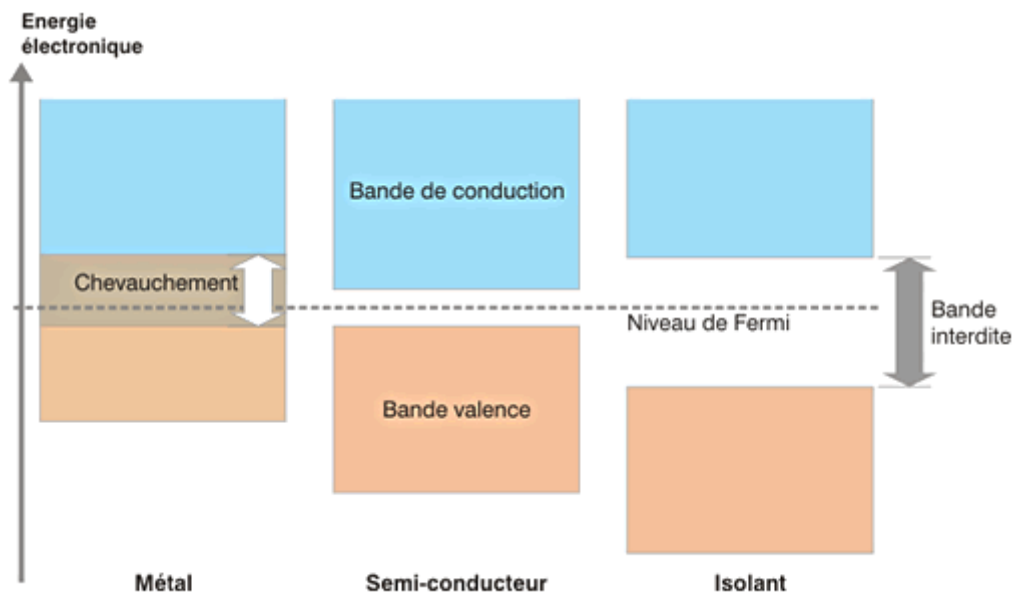 Energie
électronique
Bande de conduction
Chevauchement
Niveau de Fermi
Bande
interdite
Bande valence
Métal
Semi-conducteur
Isolant